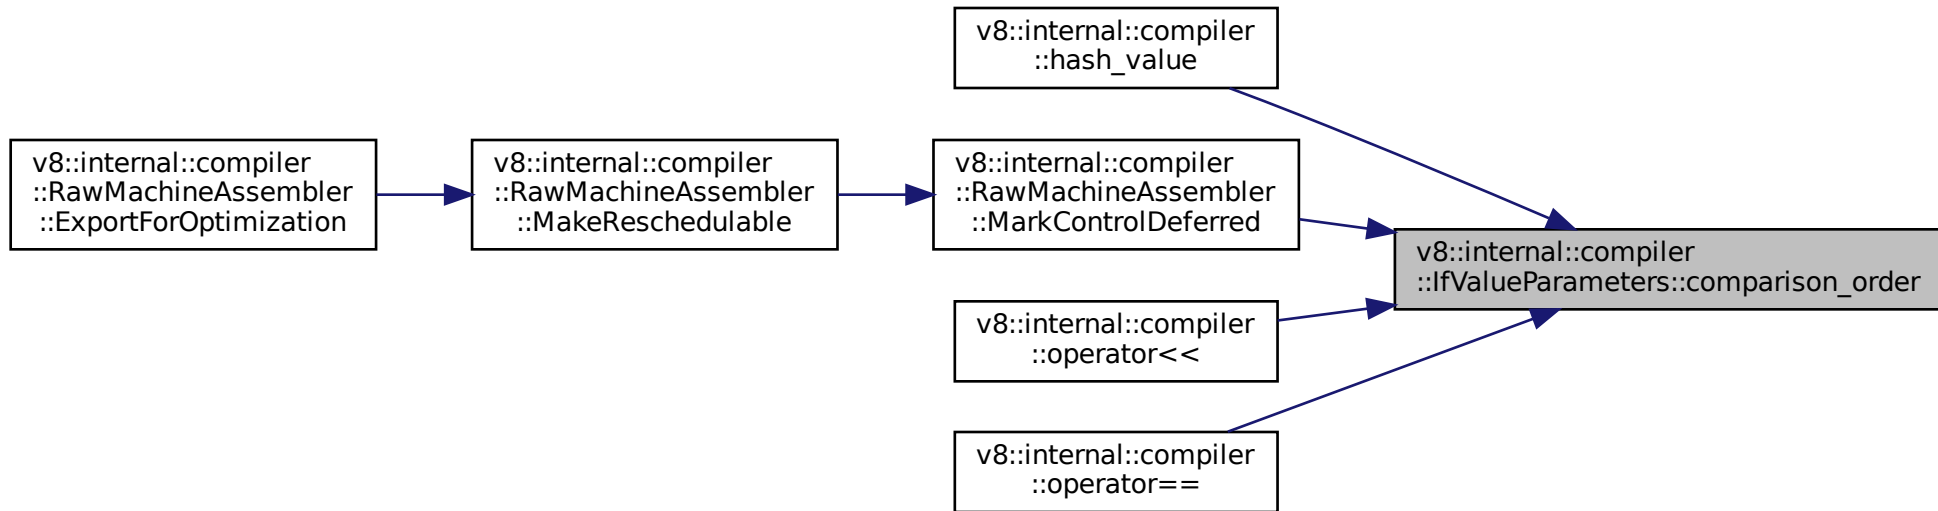 v8::internal::compiler
::hash_value
v8::internal::compiler
::RawMachineAssembler
::ExportForOptimization
v8::internal::compiler
::RawMachineAssembler
::MakeReschedulable
v8::internal::compiler
::RawMachineAssembler
::MarkControlDeferred
v8::internal::compiler
::IfValueParameters::comparison_order
v8::internal::compiler
::operator<<
v8::internal::compiler
::operator==